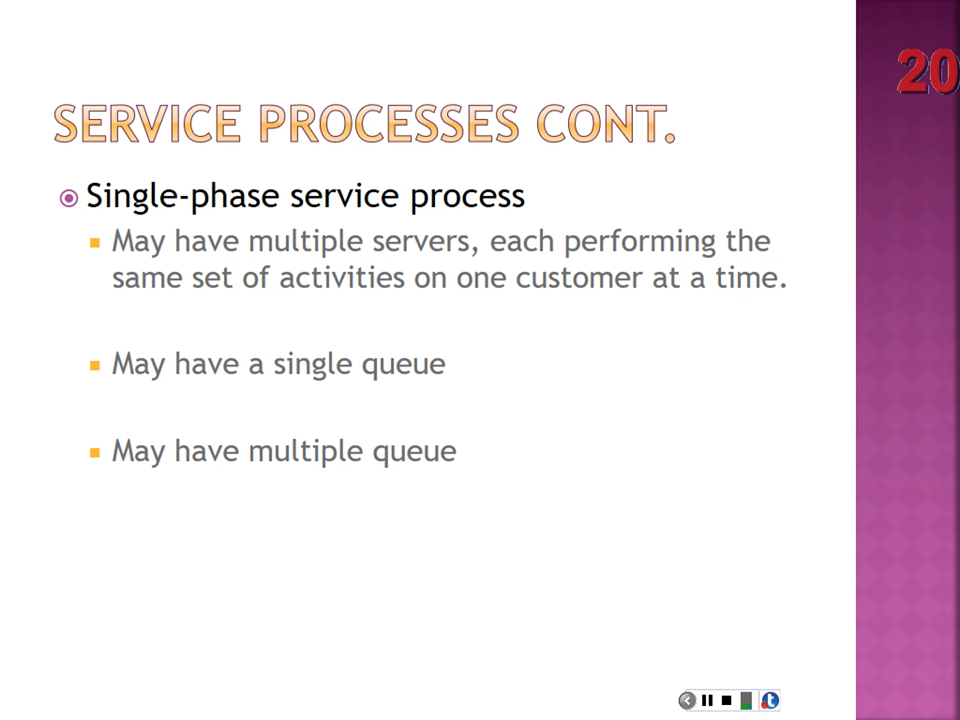 20
SERVICE PROCESSES CONT.
Single-phase service process
May have multiple servers, each performing the
same set of activities on one customer at a time.
May have a single queue
May have multiple queue
t